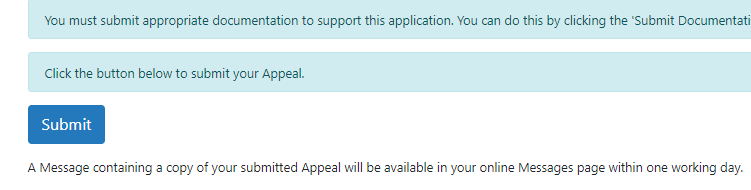 You must submit appropriate documentation to support this application. You can do this by clicking the 'Submit Documentati
Click the button below to submit your Appeal.
Submit
A Message containing a copy of your submitted Appeal will be available in your online Messages page within one working day.